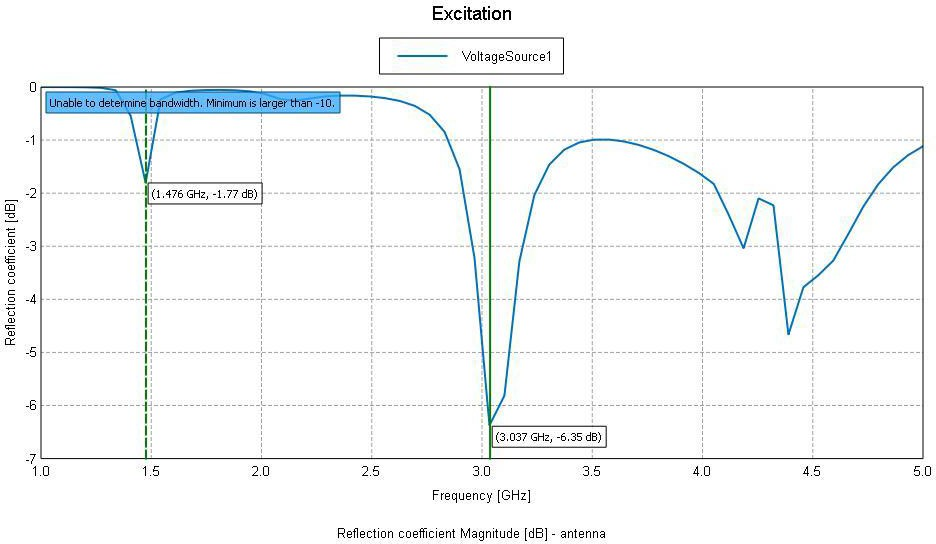 Excitation
VoltageSource1
Unable to determine bandwidth. Minimum is larger than -10.
(1.476 GHz, -1.77 dB)
(3.037 GHz, -6.35 dB)
Reflection coefficient [dB]
0
-1
-2
-3
-4
-5
-6
-7
1.0 1.5 2.0 2.5 3.0 3.5 4.0 4.5 5.0
Frequency [GHz]
Reflection coefficient Magnitude [dB] - antenna